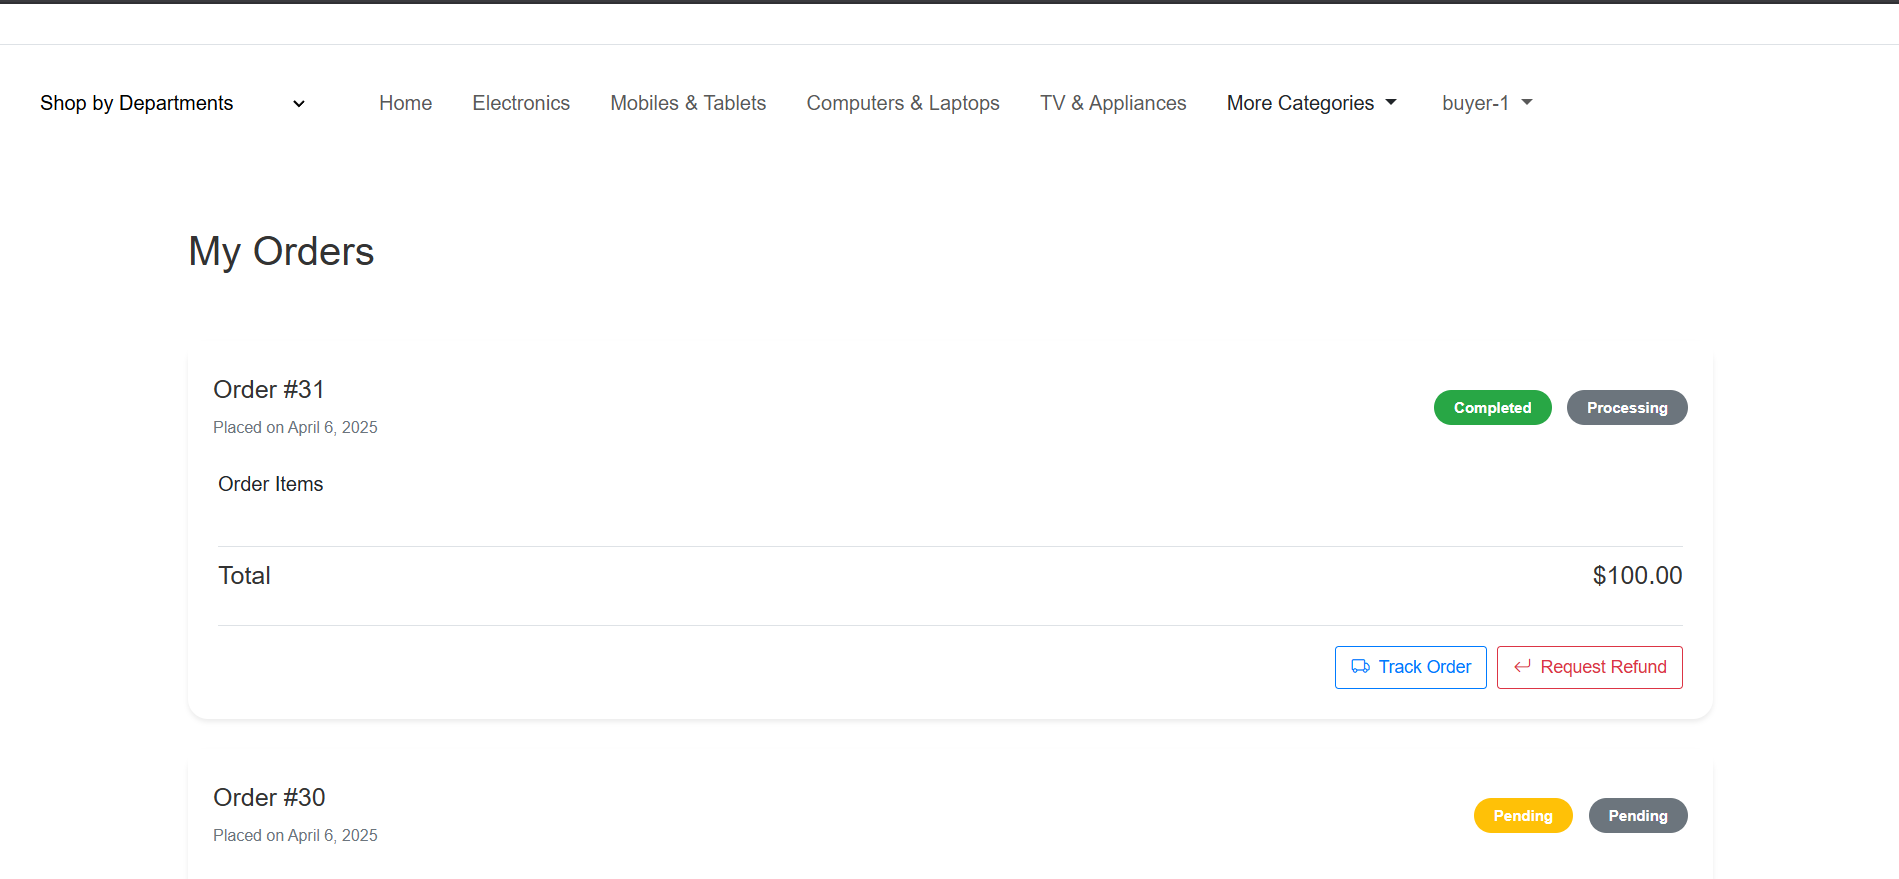 Shop by Departments Home Electronics Mobiles & Tablets Computers & Laptops TV & Appliances More Categories buyer-1
My Orders
Order #31
Completed Processing
Placed on April 6, 2025
Order Items
Total $100.00
Track Order Request Refund
Order #30
Pending Pending
Placed on April 6, 2025